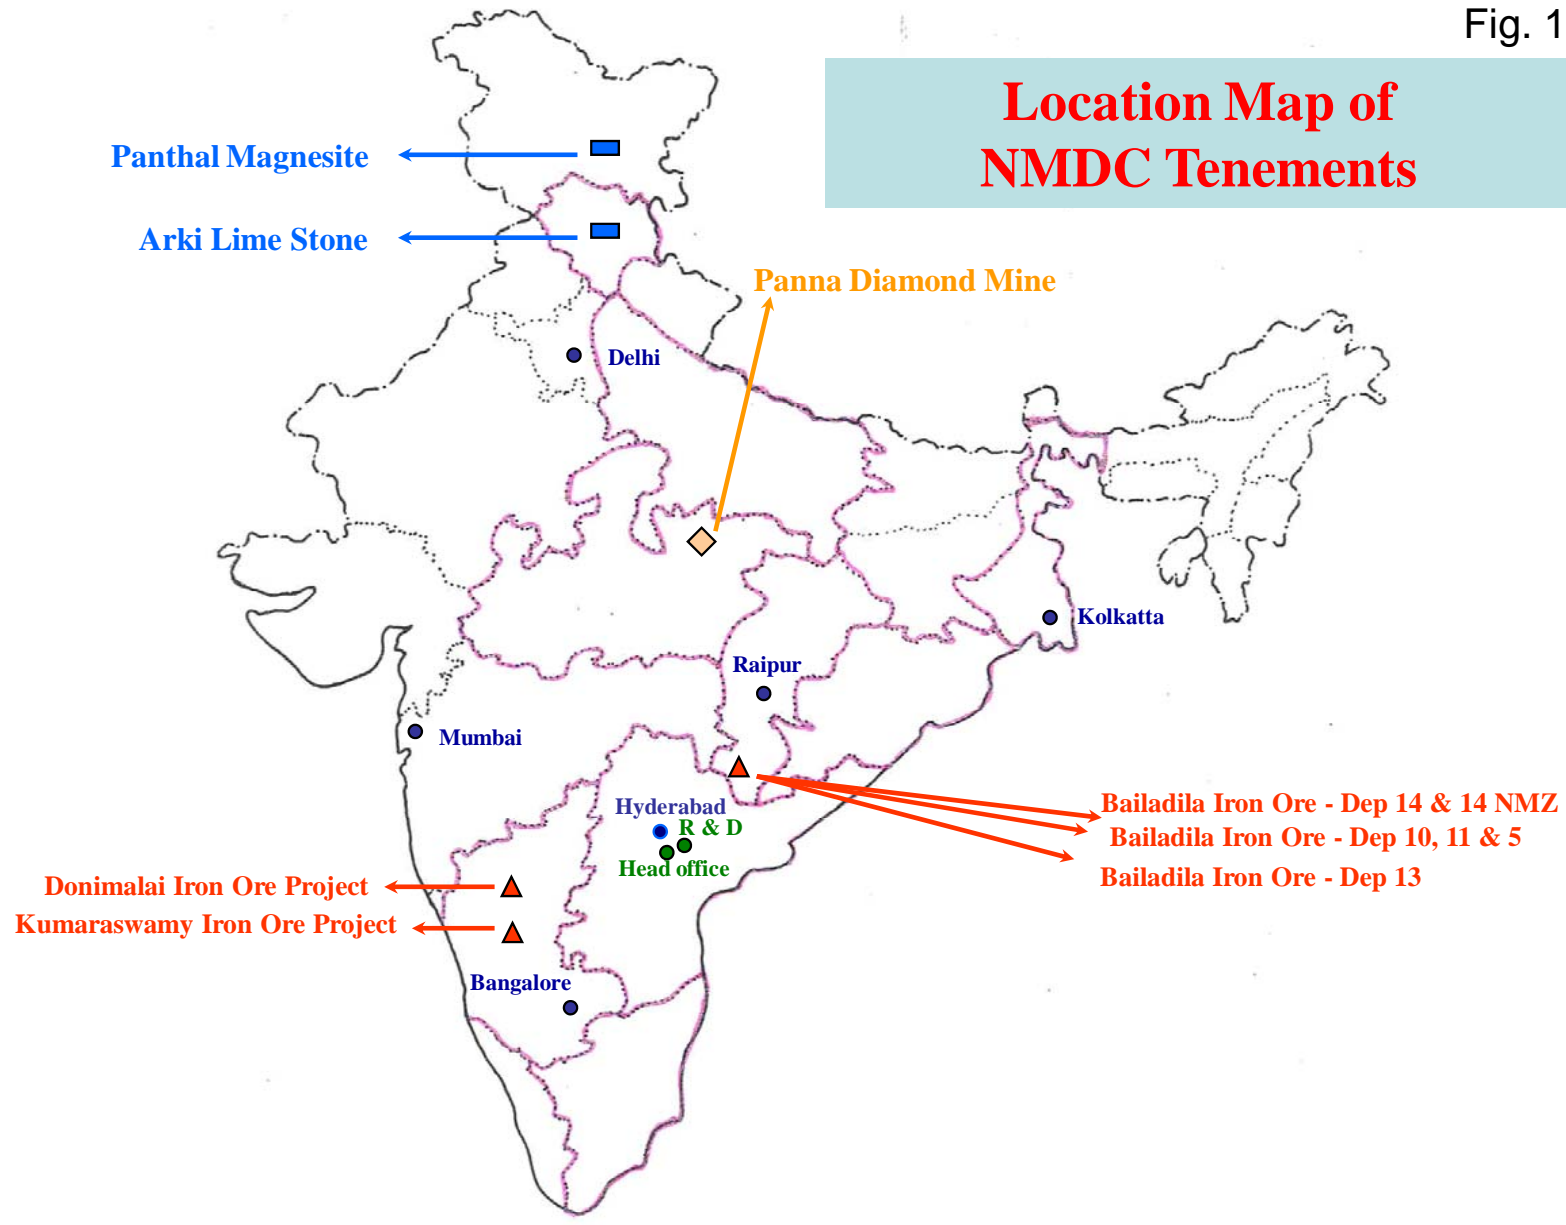 Fig. 1
Location Map of
NMDC Tenements
Panthal Magnesite
Arki Lime Stone
Panna Diamond Mine
Delhi
Kolkatta
Raipur
Mumbai
Hyderabad
R & D
Head office
Bailadila Iron Ore - Dep 14 & 14 NMZ
Bailadila Iron Ore - Dep 10, 11 & 5
Bailadila Iron Ore - Dep 13
Donimalai Iron Ore Project
Kumaraswamy Iron Ore Project
Bangalore